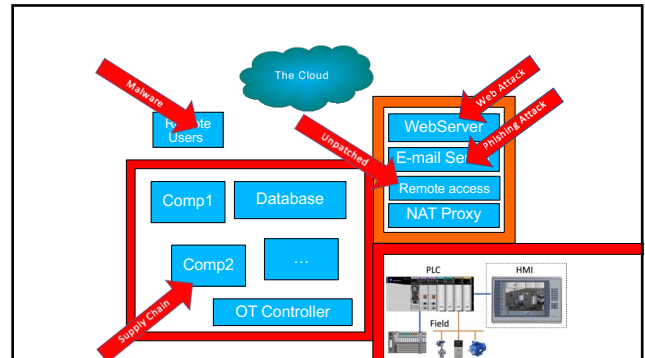 The Cloud
Malware
Remote
Users
Web Attack
Phishing Attack
Unpatched
WebServer
E-mail Ser
Remote access
NAT Proxy
Comp1
Database
Comp2
...
OT Controller
Supply Chain
PLC
HMI
Field